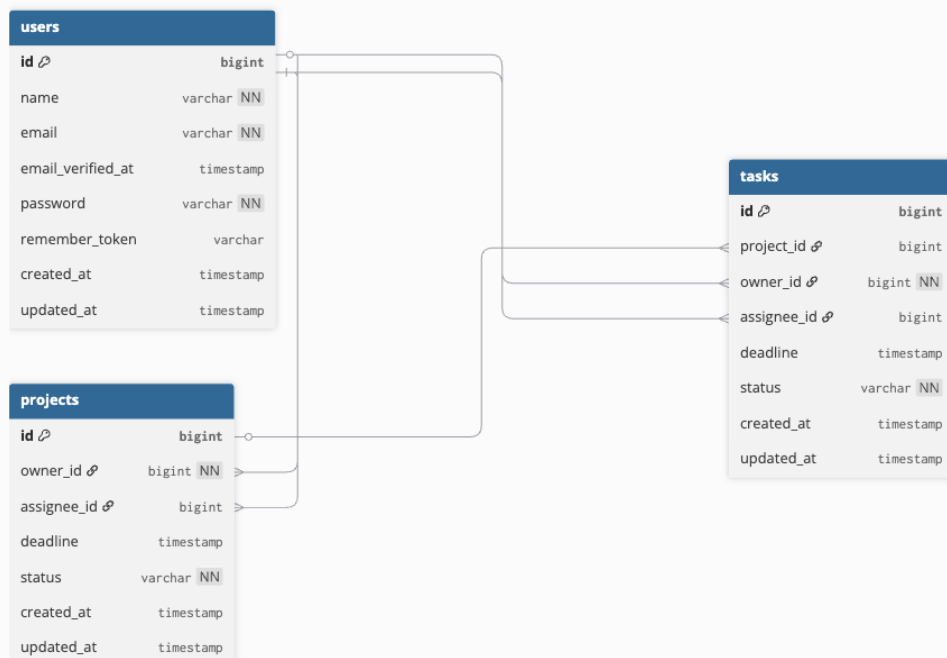 users
id bigint
name varchar NN
email varchar NN
email_verified_at timestamp
password varchar NN
remember_token varchar
created_at timestamp
updated_at timestamp
projects
id bigint
owner_id bigint NN
assignee_id bigint
deadline timestamp
status varchar NN
created_at timestamp
updated_at timestamp
tasks
id bigint
project_id bigint
owner_id bigint NN
assignee_id bigint
deadline timestamp
status varchar NN
created_at timestamp
updated_at timestamp